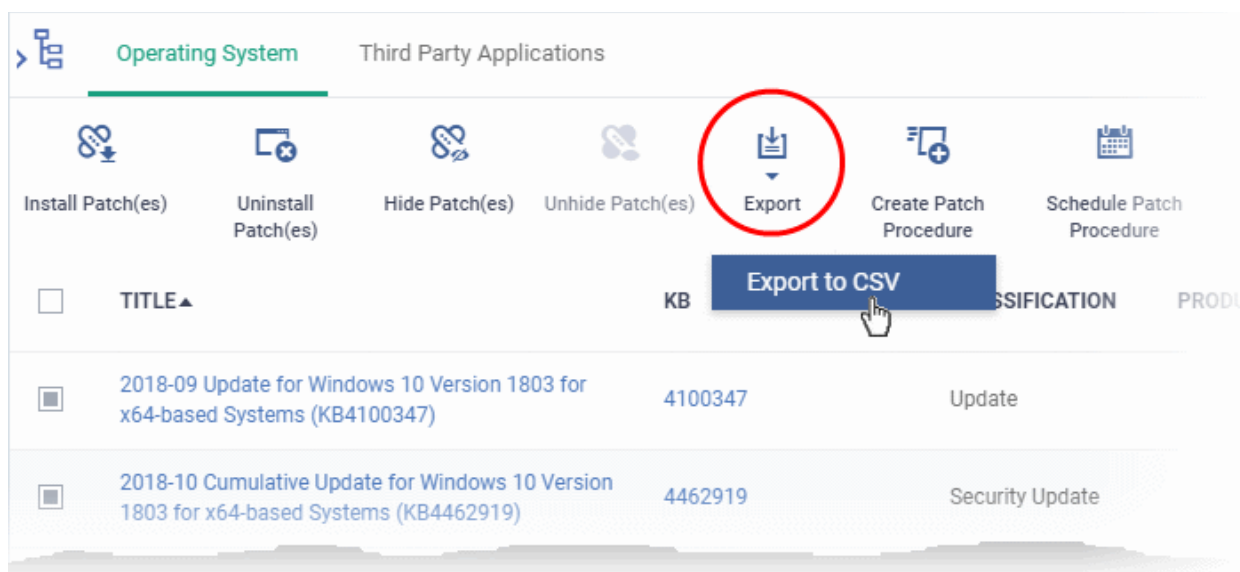 Operating System Third Party Applications
Install Patch(es) Uninstall Patch(es) Hide Patch(es) Unhide Patch(es) Export Create Patch Procedure Schedule Patch Procedure
Export to CSV
TITLE KB SSIFICATION PRODU
2018-09 Update for Windows 10 Version 1803 for
x64-based Systems (KB4100347) 4100347 Update
2018-10 Cumulative Update for Windows 10 Version
1803 for x64-based Systems (KB4462919) 4462919 Security Update